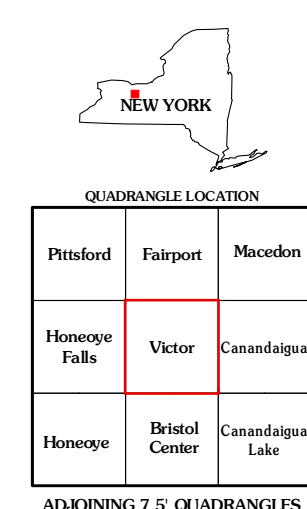 NEW YORK
QUADRANGLE LOCATION
Pittsford
Fairport
Macedon
Honeoye
Falls
Victor
Canandaigua
Honeoye
Bristol
Center
Canandaigua
Lake
ADJOINING 7.5' QUADRANGLES